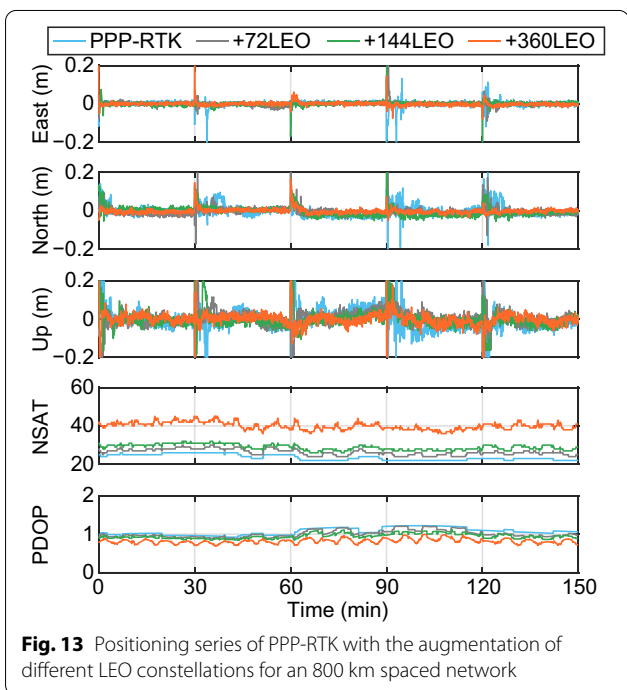 PPP-RTK +72LEO +144LEO +360LEO
East (m)
0.2
0
−0.2
North (m)
0.2
0
−0.2
Up (m)
0.2
0
−0.2
NSAT
60
40
20
PDOP
2
1
0
0 30 60 90 120 150
Time (min)
Fig. 13 Positioning series of PPP-RTK with the augmentation of
different LEO constellations for an 800 km spaced network